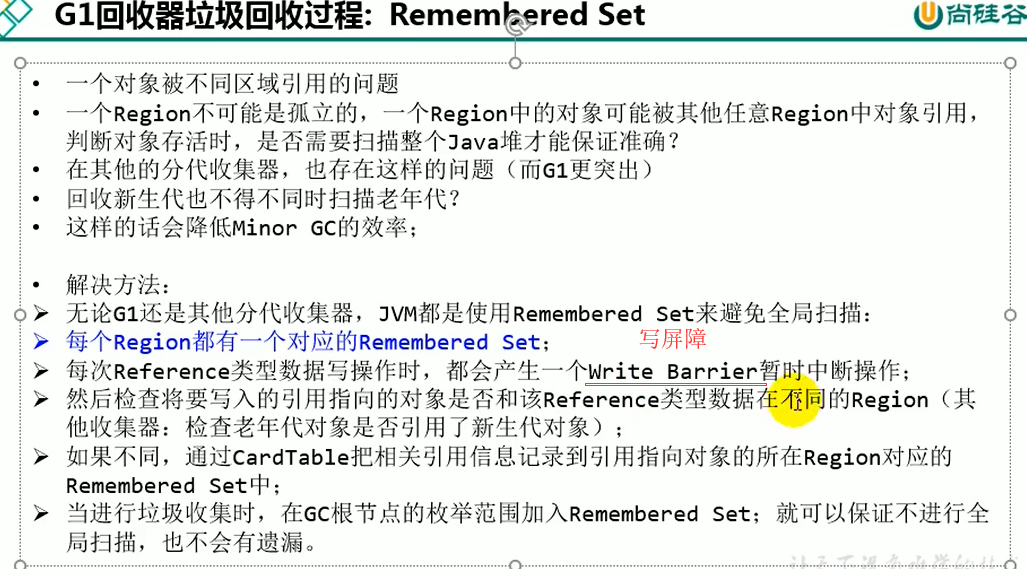 G1回收器垃圾回收过程: Remembered Set
尚硅谷
• 一个对象被不同区域引用的问题
• 一个Region不可能是孤立的，一个Region中的对象可能被其他任意Region中对象引用，
判断对象存活时，是否需要扫描整个Java堆才能保证准确？
• 在其他的分代收集器，也存在这样的问题（而G1更突出）
• 回收新生代也不得不同时扫描老年代？
• 这样的话会降低Minor GC的效率；
• 解决方法：
➢ 无论G1还是其他分代收集器，JVM都是使用Remembered Set来避免全局扫描：
➢ 每个Region都有一个对应的Remembered Set；
写屏障
➢ 每次Reference类型数据写操作时，都会产生一个Write Barrier暂时中断操作；
➢ 然后检查将要写入的引用指向的对象是否和该Reference类型数据在不同的Region（其
他收集器：检查老年代对象是否引用了新生代对象）；
➢ 如果不同，通过CardTable把相关引用信息记录到引用指向对象的所在Region对应的
Remembered Set中；
➢ 当进行垃圾收集时，在GC根节点的枚举范围加入Remembered Set；就可以保证不进行全
局扫描，也不会有遗漏。